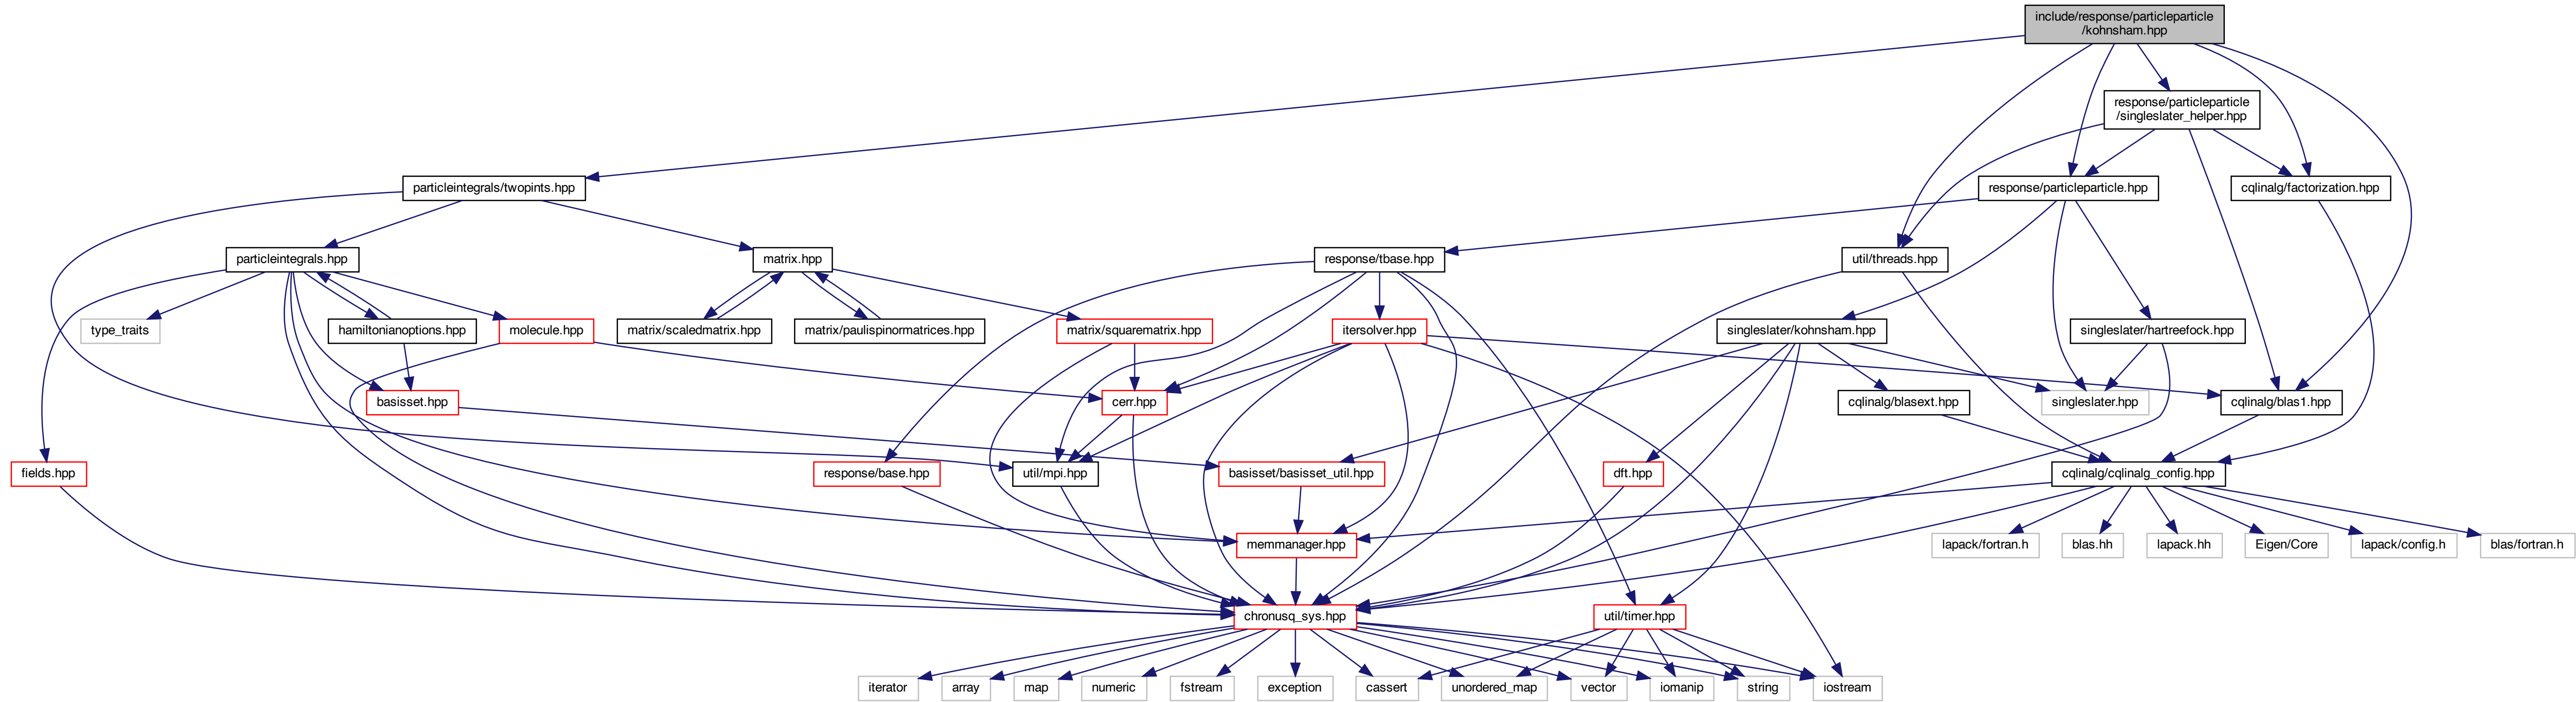 include/response/particleparticle
/kohnsham.hpp
response/particleparticle
/singleslater_helper.hpp
particleintegrals/twopints.hpp
response/particleparticle.hpp
cqlinalg/factorization.hpp
particleintegrals.hpp
matrix.hpp
response/tbase.hpp
util/threads.hpp
type_traits
hamiltonianoptions.hpp
molecule.hpp
matrix/scaledmatrix.hpp
matrix/paulispinormatrices.hpp
matrix/squarematrix.hpp
itersolver.hpp
singleslater/kohnsham.hpp
singleslater/hartreefock.hpp
basisset.hpp
cerr.hpp
cqlinalg/blasext.hpp
singleslater.hpp
cqlinalg/blas1.hpp
fields.hpp
response/base.hpp
util/mpi.hpp
basisset/basisset_util.hpp
dft.hpp
cqlinalg/cqlinalg_config.hpp
memmanager.hpp
lapack/fortran.h
blas.hh
lapack.hh
Eigen/Core
lapack/config.h
blas/fortran.h
chronusq_sys.hpp
util/timer.hpp
iterator
array
map
numeric
fstream
exception
cassert
unordered_map
vector
iomanip
string
iostream